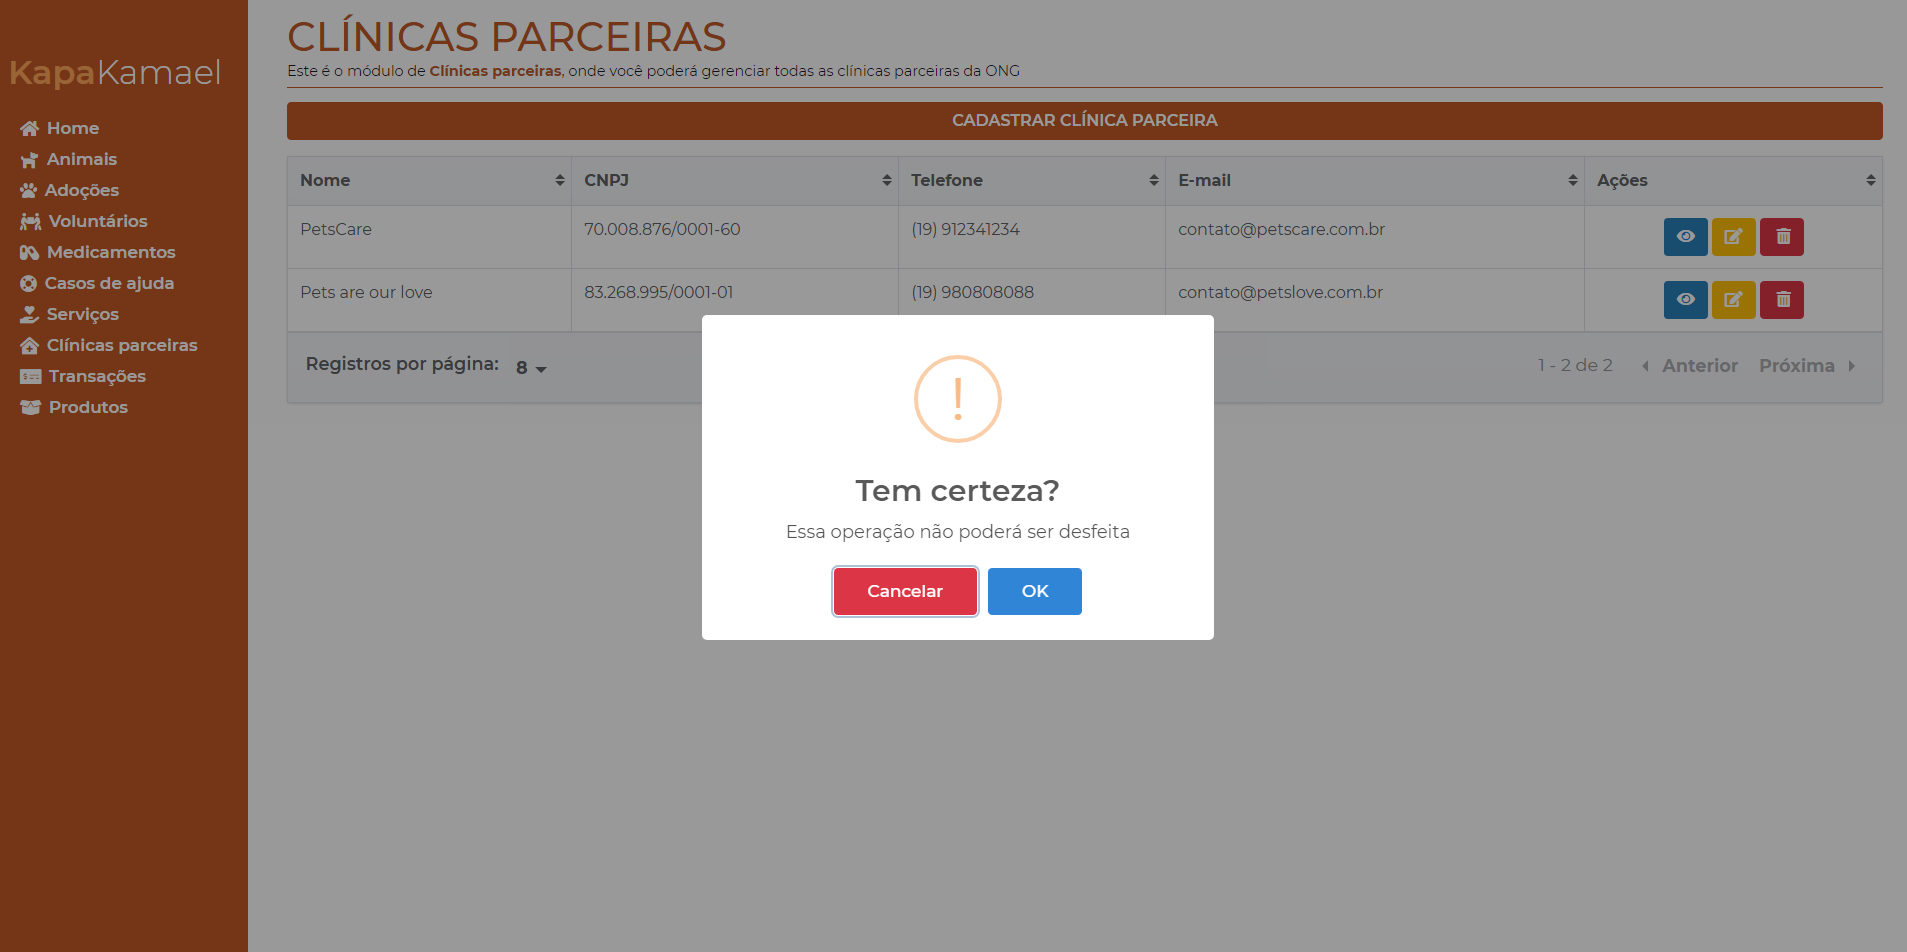 KapaKamael
Home
Animais
Adoções
Voluntários
Medicamentos
Casos de ajuda
Serviços
Clínicas parceiras
Transações
Produtos
CLÍNICAS PARCEIRAS
Este é o módulo de Clínicas parceiras, onde você poderá gerenciar todas as clínicas parceiras da ONG
CADASTRAR CLÍNICA PARCEIRA
Nome CNPJ Telefone E-mail Ações
PetsCare 70.008.876/0001-60 (19) 912341234 contato@petscare.com.br
Pets are our love 83.268.995/0001-01 (19) 980808088 contato@petslove.com.br
Registros por página: 8 1 - 2 de 2 Anterior Próxima
!
Tem certeza?
Essa operação não poderá ser desfeita
Cancelar OK